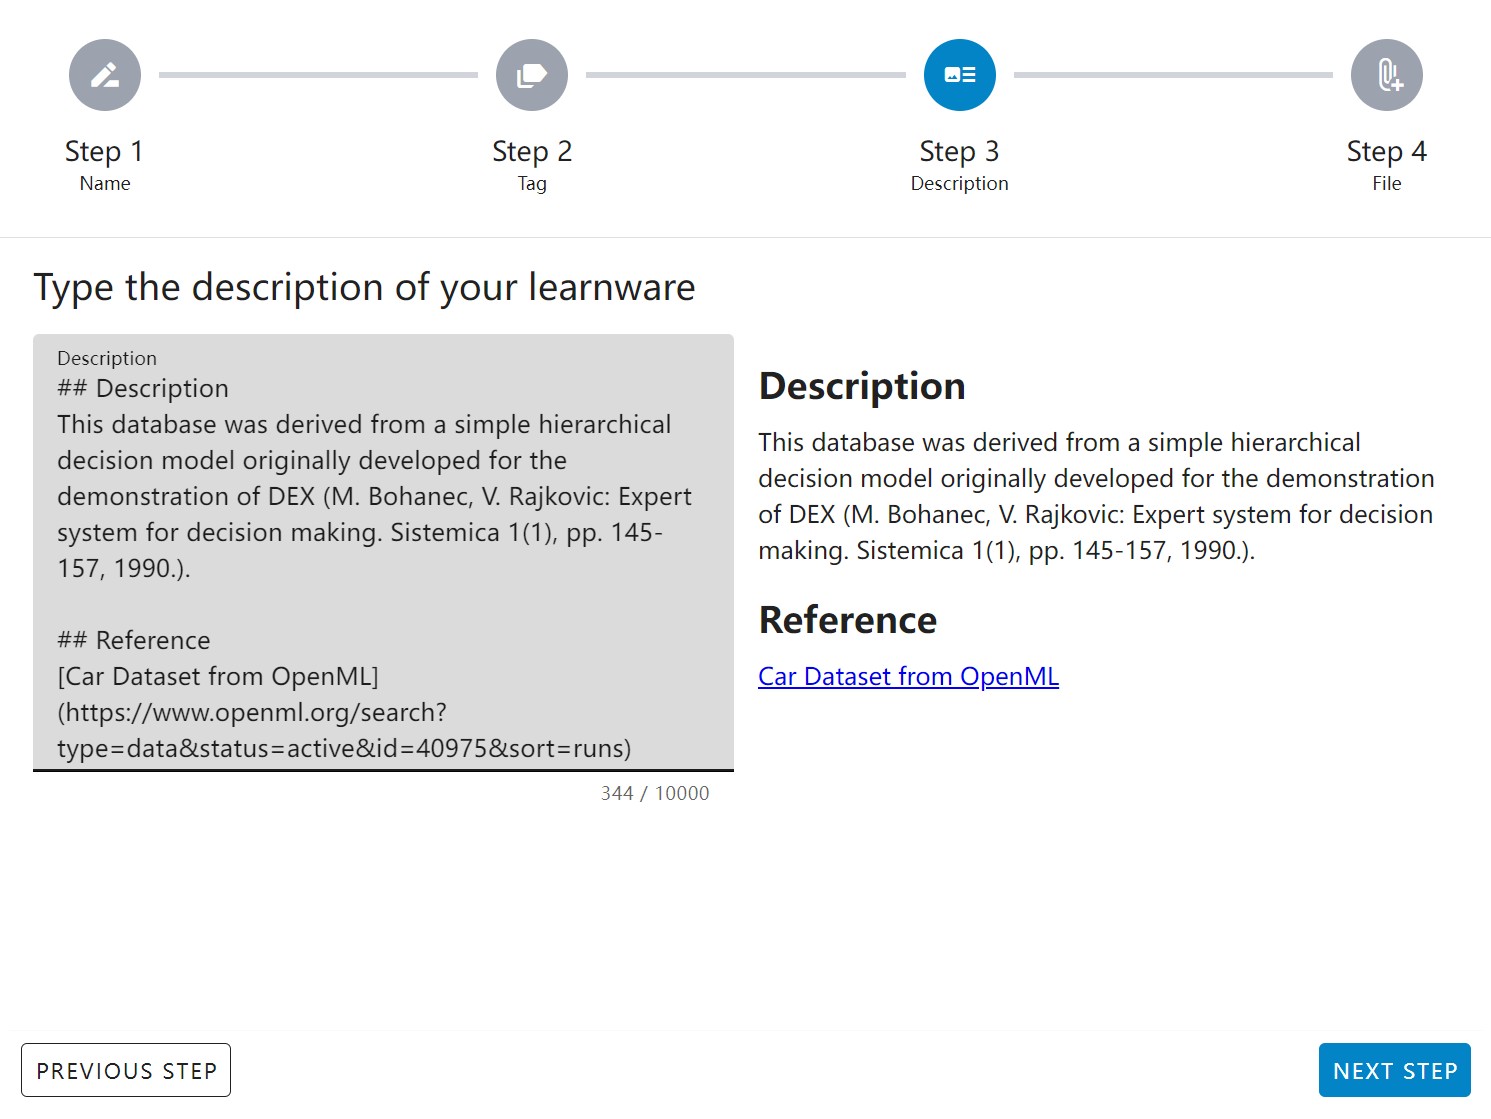 Step 1
Name
Step 2
Tag
Step 3
Description
Step 4
File
Type the description of your learnware
Description
## Description
This database was derived from a simple hierarchical
decision model originally developed for the
demonstration of DEX (M. Bohanec, V. Rajkovic: Expert
system for decision making. Sistemica 1(1), pp. 145-
157, 1990.).
## Reference
[Car Dataset from OpenML]
(https://www.openml.org/search?
type=data&status=active&id=40975&sort=runs)
344 / 10000
Description
This database was derived from a simple hierarchical
decision model originally developed for the demonstration
of DEX (M. Bohanec, V. Rajkovic: Expert system for decision
making. Sistemica 1(1), pp. 145-157, 1990.).
Reference
Car Dataset from OpenML
PREVIOUS STEP
NEXT STEP